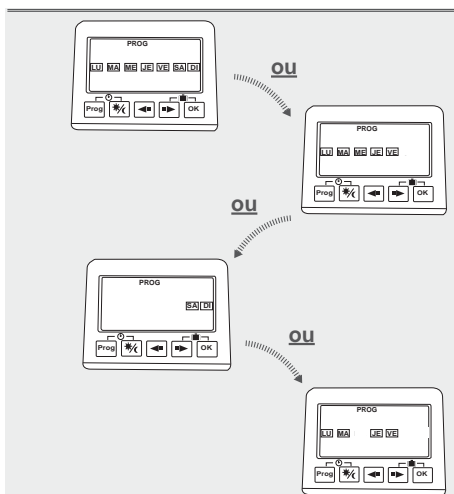 PROG
LU MA ME JE VE SA DI
Prog OK
ou
PROG
LU MA ME JE VE
Prog OK
ou
PROG
SA DI
Prog OK
ou
PROG
LU MA JE VE
Prog OK